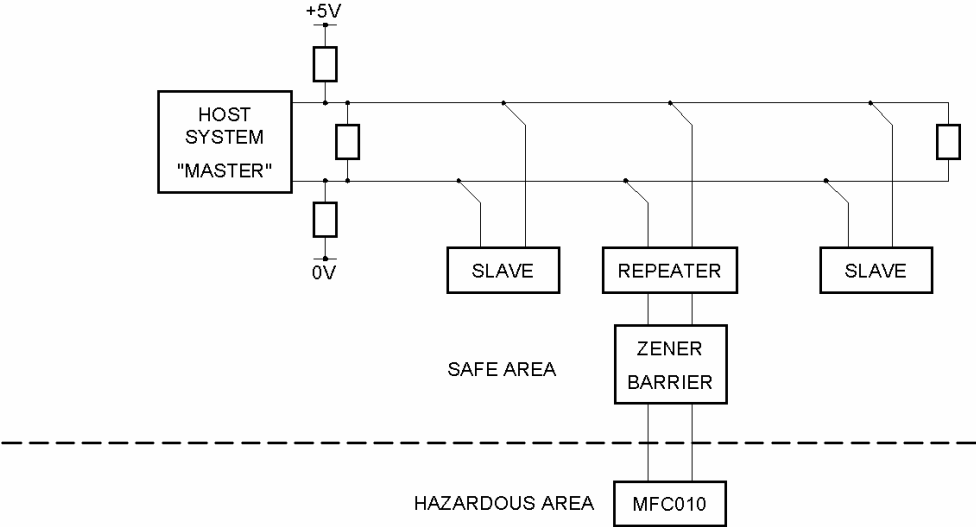 +5V
HOST
SYSTEM
"MASTER"
0V
SLAVE
REPEATER
SLAVE
ZENER
BARRIER
SAFE AREA
HAZARDOUS AREA
MFC010